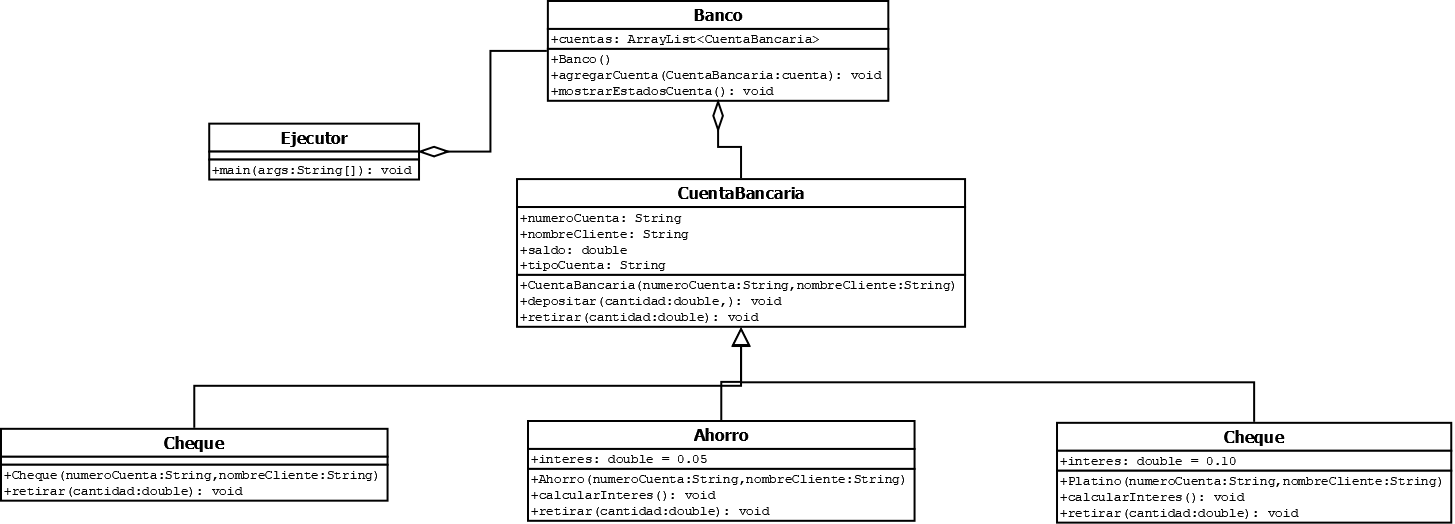 Banco
+cuentas: ArrayList<CuentaBancaria>
+Banco()
+agregarCuenta(CuentaBancaria:cuenta): void
+mostrarEstadosCuenta(): void
Ejecutor
+main(args:String[]): void
CuentaBancaria
+numeroCuenta: String
+nombreCliente: String
+saldo: double
+tipoCuenta: String
+CuentaBancaria(numeroCuenta:String,nombreCliente:String)
+depositar(cantidad:double,): void
+retirar(cantidad:double): void
Cheque
+Cheque(numeroCuenta:String,nombreCliente:String)
+retirar(cantidad:double): void
Ahorro
+interes: double = 0.05
+Ahorro(numeroCuenta:String,nombreCliente:String)
+calcularInteres(): void
+retirar(cantidad:double): void
Cheque
+interes: double = 0.10
+Platino(numeroCuenta:String,nombreCliente:String)
+calcularInteres(): void
+retirar(cantidad:double): void